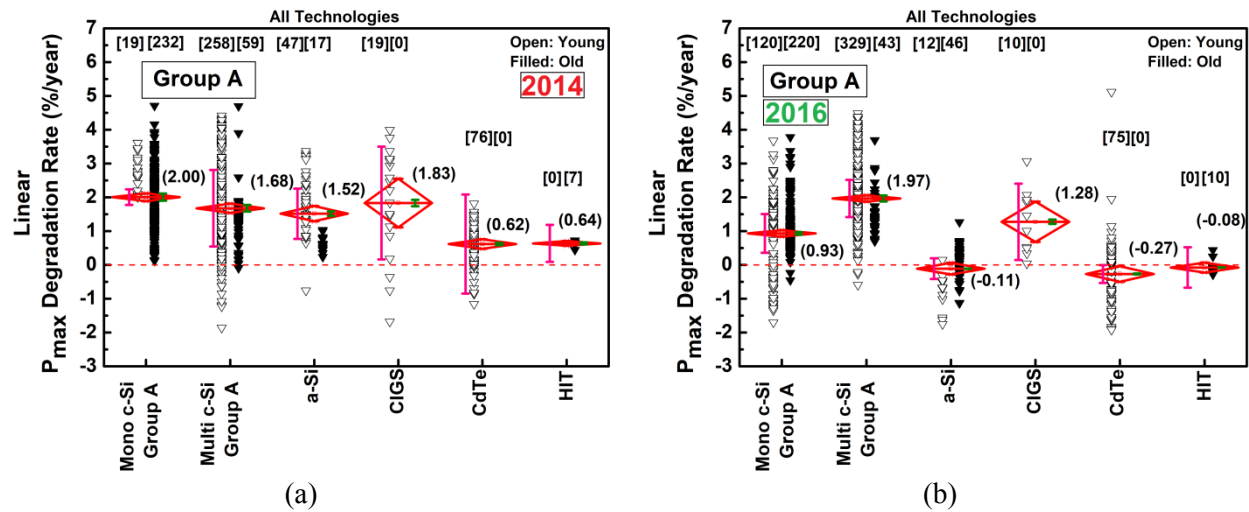 All Technologies
[19] [232] [258][59] [47][17] [19][0]
Open: Young
Filled: Old
Group A
2014
[76][0]
[0][7]
(2.00)
(1.68)
(1.52)
(1.83)
(0.62)
(0.64)
7
6
5
4
3
2
1
0
-1
-2
-3
Linear
Pmax Degradation Rate (%/year)
Mono c-Si
Group A
Multi c-Si
Group A
a-Si
CIGS
CdTe
HIT
(a)
All Technologies
[120][220] [329][43] [12][46] [10][0]
Open: Young
Filled: Old
Group A
2016
[75][0]
[0][10]
(0.93)
(1.97)
(-0.11)
(1.28)
(-0.27)
(-0.08)
7
6
5
4
3
2
1
0
-1
-2
-3
Linear
Pmax Degradation Rate (%/year)
Mono c-Si
Group A
Multi c-Si
Group A
a-Si
CIGS
CdTe
HIT
(b)